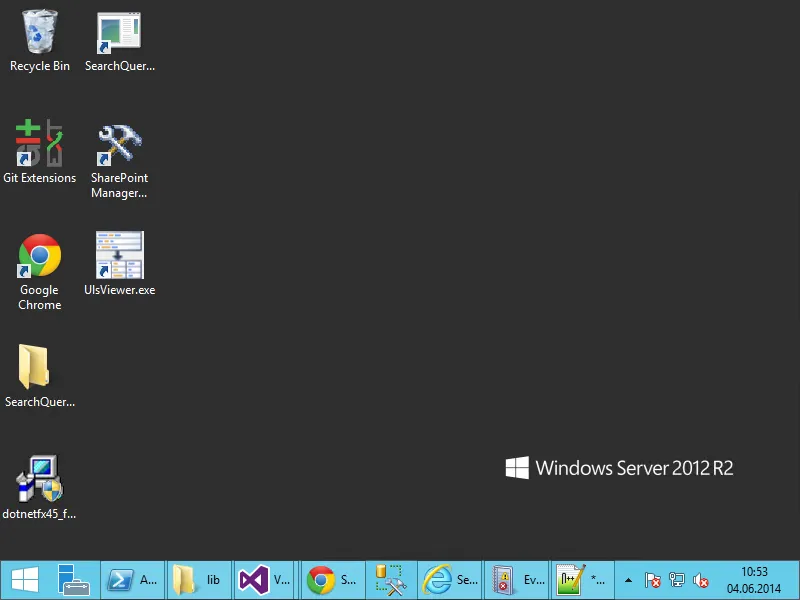 Recycle Bin
SearchQuer...
Git Extensions
SharePoint
Manager...
Google
Chrome
UlsViewer.exe
SearchQuer...
dotnetfx45_f...
Windows Server 2012 R2
A...
lib
V...
S...
Se...
Ev...
*...
10:53
04.06.2014